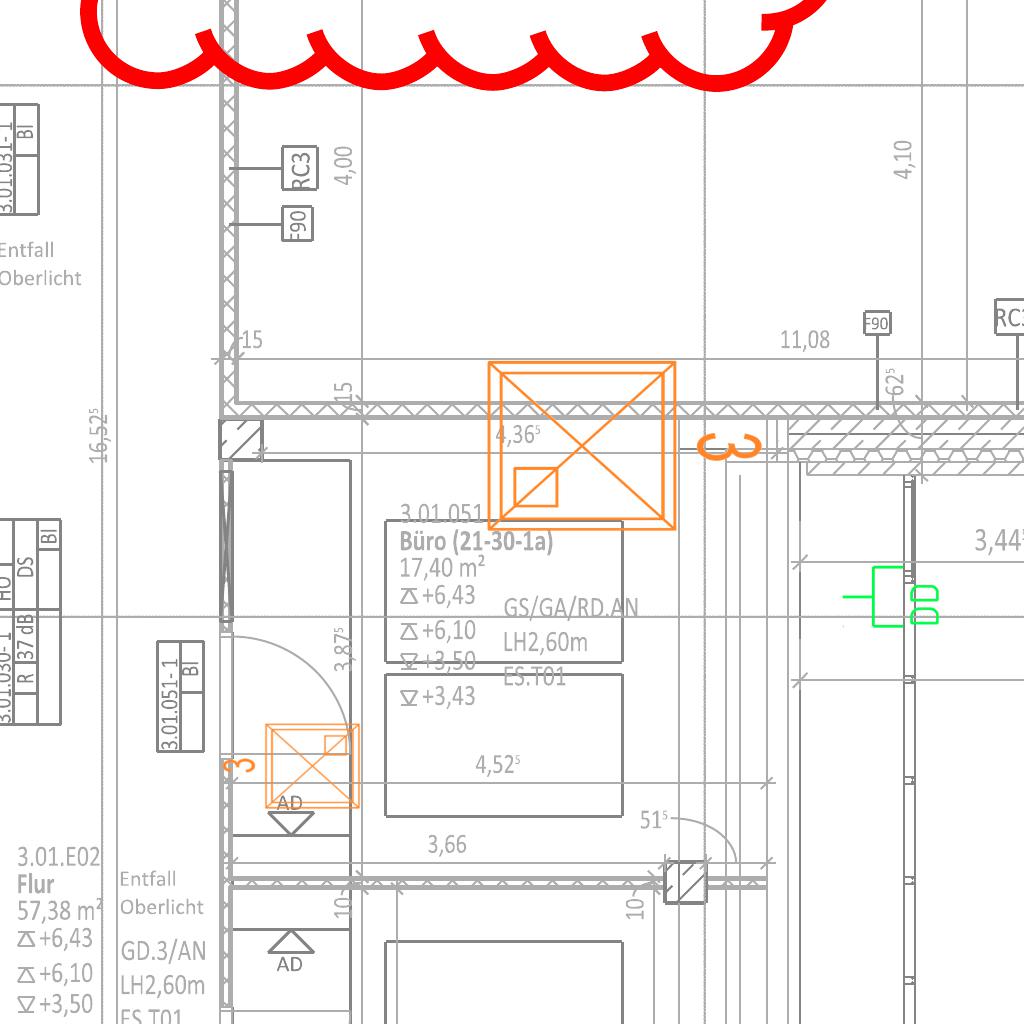 3.01.031-1
BI
Entfall
Oberlicht
RC3
F90
4,00
4,10
15
11,08
F90
62⁵
15
16,52⁵
4,36⁵
3
3.01.051
Büro (21-30-1a)
17,40 m²
+6,43
+6,10
+3,50
+3,43
GS/GA/RD.AN
LH2,60m
ES.T01
3,44⁵
BI
DS
R
37 dB
3.01.030-1
3,87⁵
3.01.051-1
BI
3
AD
4,52⁵
51⁵
3,66
3.01.E02
Flur
57,38 m²
+6,43
+6,10
+3,50
Entfall
Oberlicht
GD.3/AN
LH2,60m
ES.T01
10
10
AD